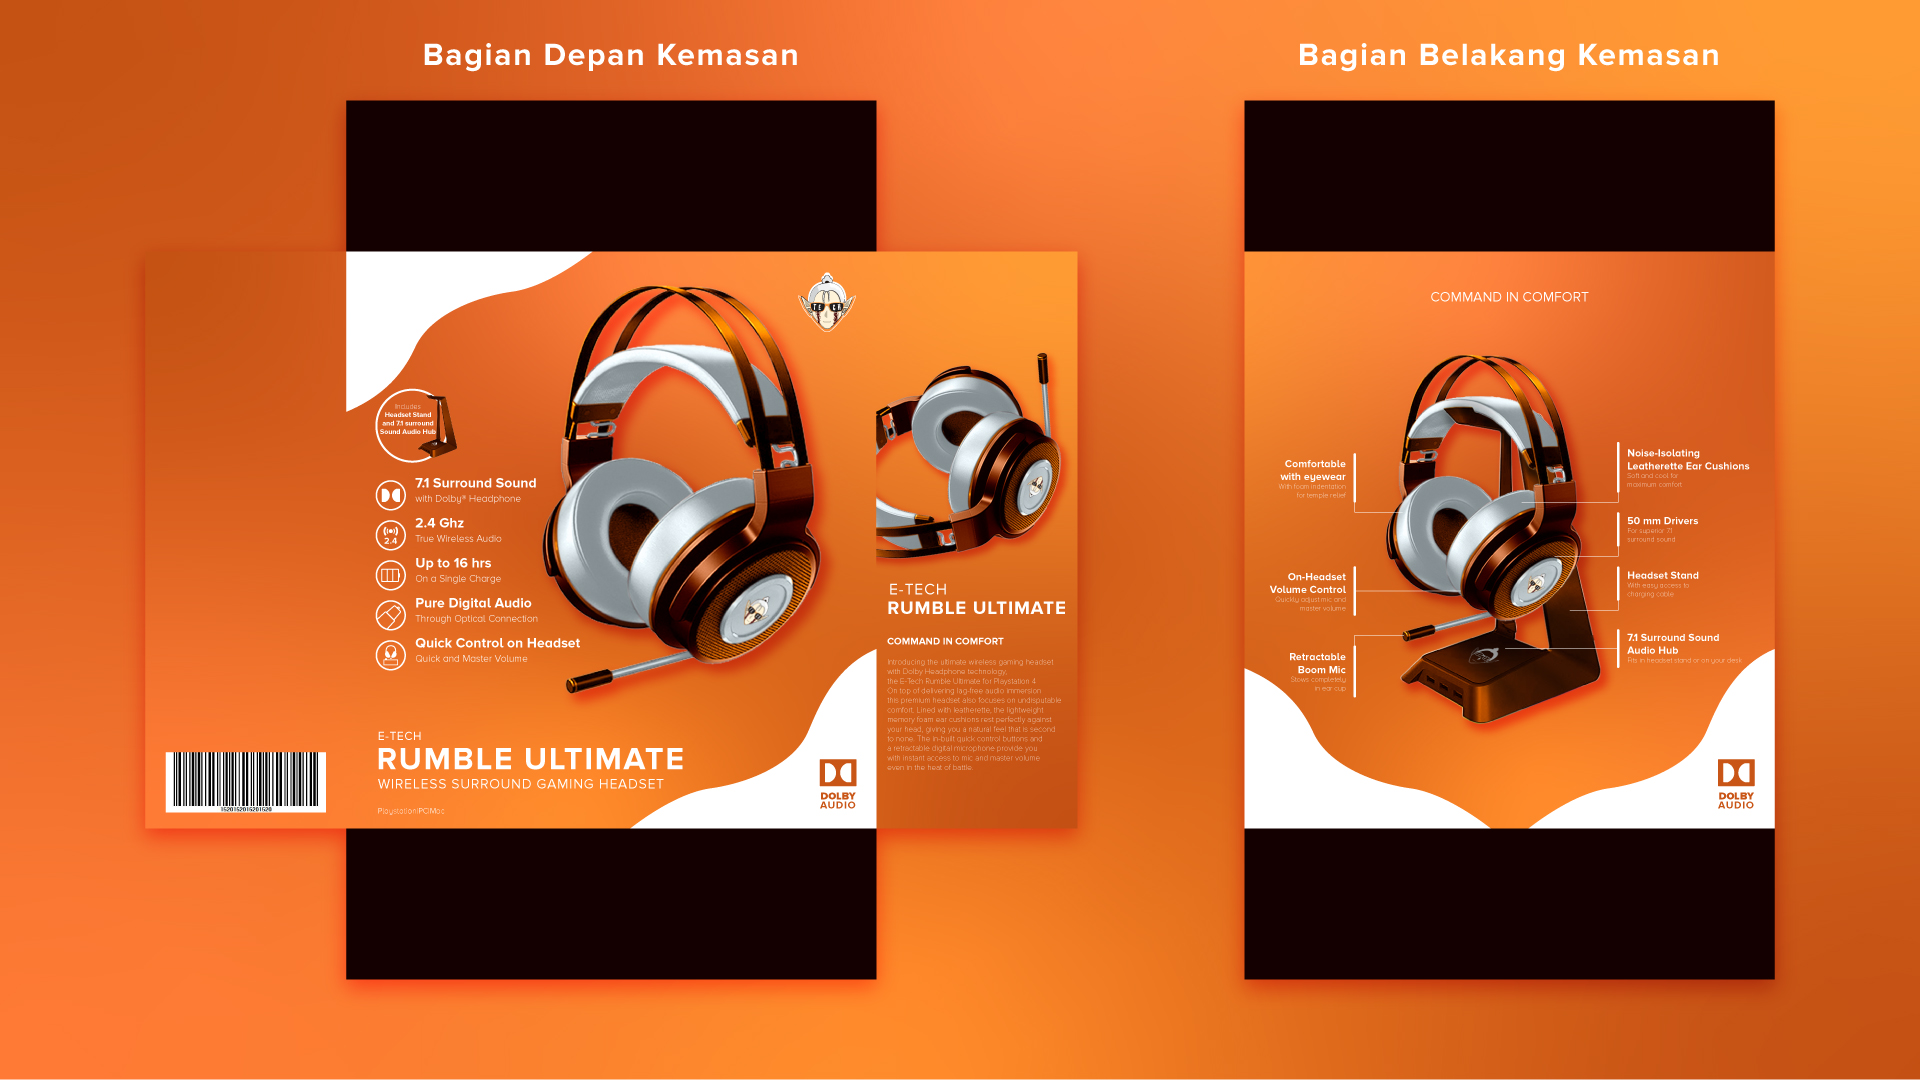 Bagian Depan Kemasan
Includes
Headset Stand
and 7.1 surround
Sound Audio Hub
7.1 Surround Sound
with Dolby® Headphone
2.4
2.4 Ghz
True Wireless Audio
Up to 16 hrs
On a Single Charge
Pure Digital Audio
Through Optical Connection
Quick Control on Headset
Quick and Master Volume
E-TECH
RUMBLE ULTIMATE
WIRELESS SURROUND GAMING HEADSET
Playstation|PC|Mac
1520152015201520
DOLBY
AUDIO
E-TECH
RUMBLE ULTIMATE
COMMAND IN COMFORT
Introducing the ultimate wireless gaming headset
with Dolby Headphone technology,
the E-Tech Rumble Ultimate for Playstation 4
On top of delivering lag-free audio immersion
this premium headset also focuses on undisputable
comfort. Lined with leatherette, the lightweight
memory foam ear cushions rest perfectly against
your head, giving you a natural feel that is second
to none. The in-built quick control buttons and
a retractable digital microphone provide you
with instant access to mic and master volume
even in the heat of battle.
Bagian Belakang Kemasan
COMMAND IN COMFORT
Comfortable
with eyewear
With foam indentation
for temple relief
On-Headset
Volume Control
Quickly adjust mic and
master volume
Retractable
Boom Mic
Stows completely
in ear cup
Noise-Isolating
Leatherette Ear Cushions
Soft and cool for
maximum comfort
50 mm Drivers
For superior 7.1
surround sound
Headset Stand
With easy access to
charging cable
7.1 Surround Sound
Audio Hub
Fits in headset stand or on your desk
DOLBY
AUDIO